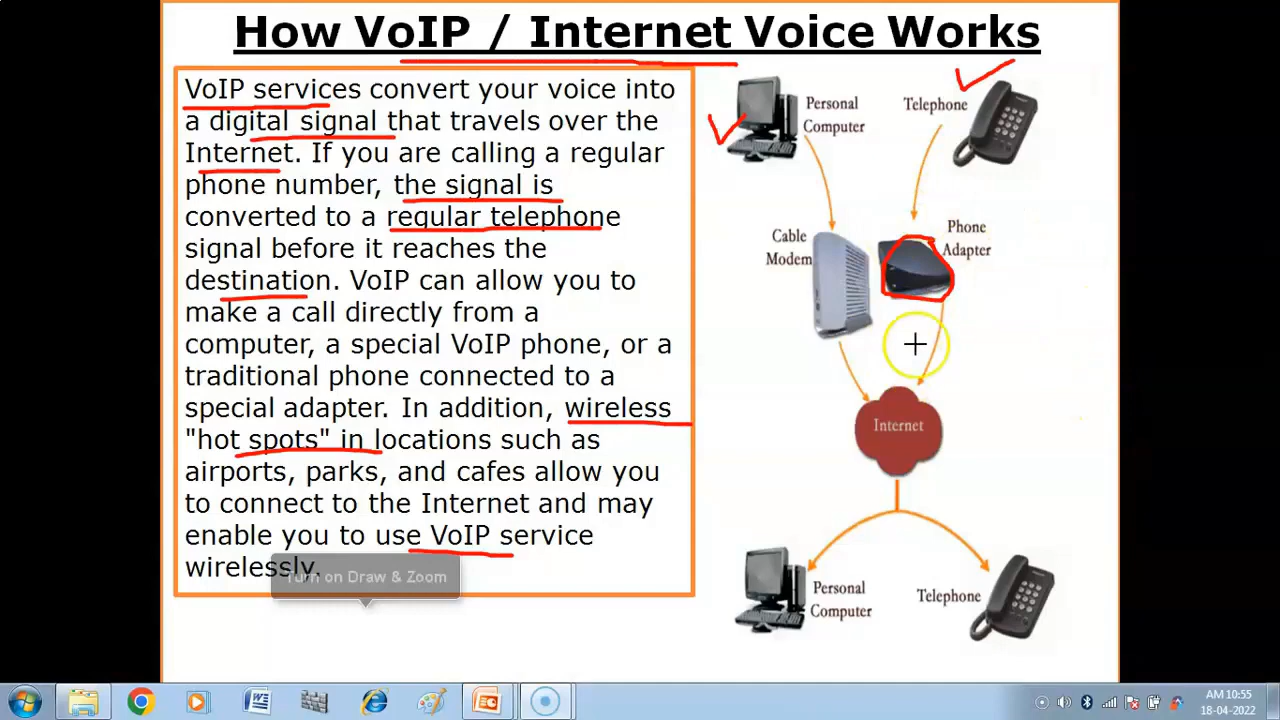 How VoIP / Internet Voice Works
VoIP services convert your voice into
a digital signal that travels over the
Internet. If you are calling a regular
phone number, the signal is
converted to a regular telephone
signal before it reaches the
destination. VoIP can allow you to
make a call directly from a
computer, a special VoIP phone, or a
traditional phone connected to a
special adapter. In addition, wireless
"hot spots" in locations such as
airports, parks, and cafes allow you
to connect to the Internet and may
enable you to use VoIP service
wirelessly.
Turn on Draw & Zoom
Personal
Computer
Telephone
Cable
Modem
Phone
Adapter
Internet
Personal
Computer
Telephone
AM 10:55
18-04-2022